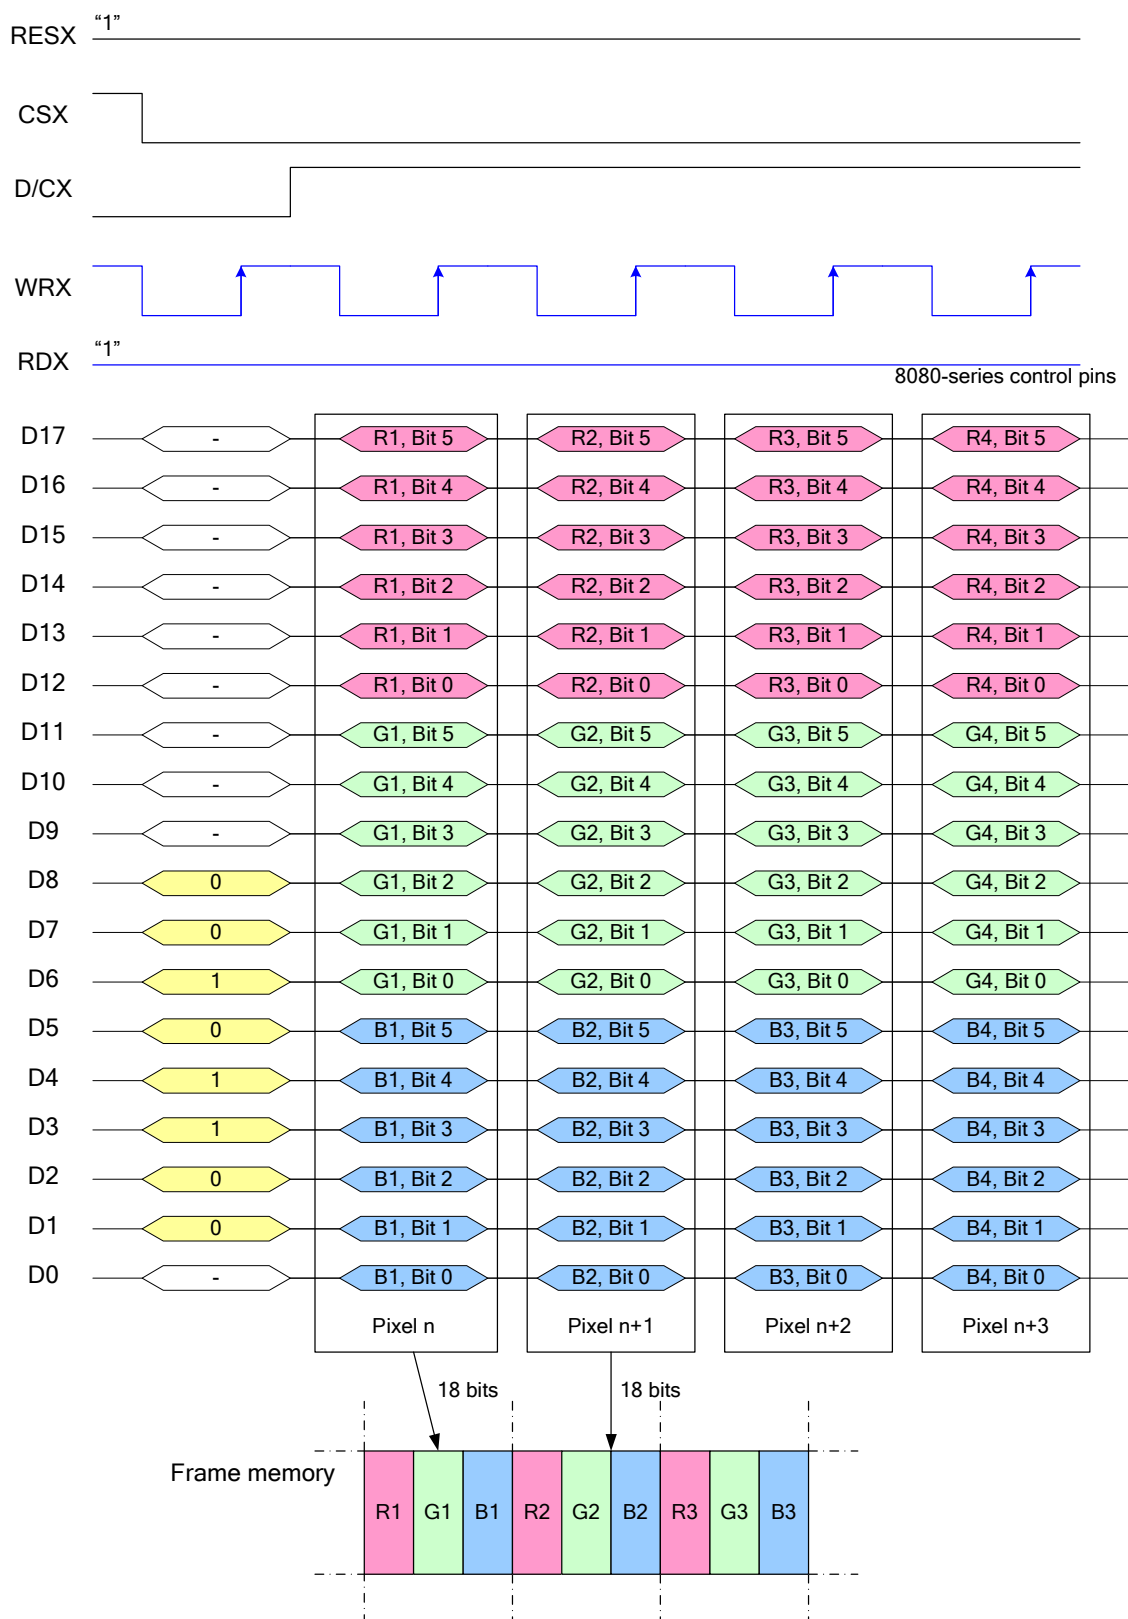 RESX “1”
CSX
D/CX
WRX
RDX “1”
8080-series control pins
D17 - R1, Bit 5 R2, Bit 5 R3, Bit 5 R4, Bit 5
D16 - R1, Bit 4 R2, Bit 4 R3, Bit 4 R4, Bit 4
D15 - R1, Bit 3 R2, Bit 3 R3, Bit 3 R4, Bit 3
D14 - R1, Bit 2 R2, Bit 2 R3, Bit 2 R4, Bit 2
D13 - R1, Bit 1 R2, Bit 1 R3, Bit 1 R4, Bit 1
D12 - R1, Bit 0 R2, Bit 0 R3, Bit 0 R4, Bit 0
D11 - G1, Bit 5 G2, Bit 5 G3, Bit 5 G4, Bit 5
D10 - G1, Bit 4 G2, Bit 4 G3, Bit 4 G4, Bit 4
D9 - G1, Bit 3 G2, Bit 3 G3, Bit 3 G4, Bit 3
D8 0 G1, Bit 2 G2, Bit 2 G3, Bit 2 G4, Bit 2
D7 0 G1, Bit 1 G2, Bit 1 G3, Bit 1 G4, Bit 1
D6 1 G1, Bit 0 G2, Bit 0 G3, Bit 0 G4, Bit 0
D5 0 B1, Bit 5 B2, Bit 5 B3, Bit 5 B4, Bit 5
D4 1 B1, Bit 4 B2, Bit 4 B3, Bit 4 B4, Bit 4
D3 1 B1, Bit 3 B2, Bit 3 B3, Bit 3 B4, Bit 3
D2 0 B1, Bit 2 B2, Bit 2 B3, Bit 2 B4, Bit 2
D1 0 B1, Bit 1 B2, Bit 1 B3, Bit 1 B4, Bit 1
D0 - B1, Bit 0 B2, Bit 0 B3, Bit 0 B4, Bit 0
Pixel n Pixel n+1 Pixel n+2 Pixel n+3
18 bits 18 bits
Frame memory
R1 G1 B1 R2 G2 B2 R3 G3 B3